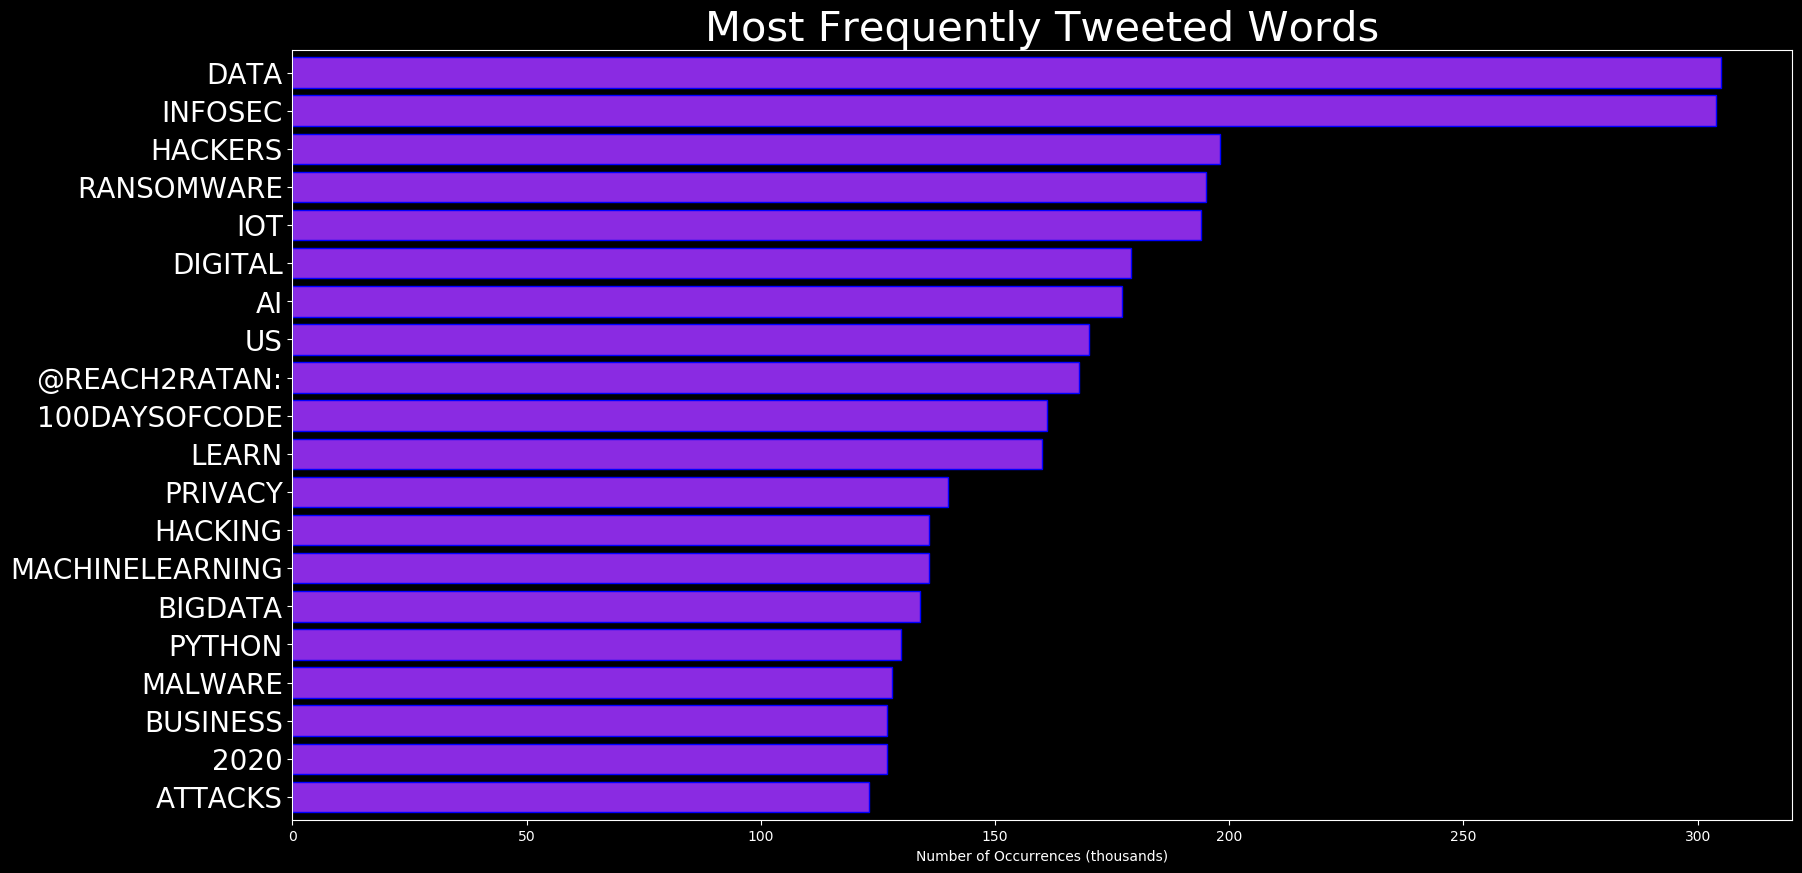 Most Frequently Tweeted Words
DATA
INFOSEC
HACKERS
RANSOMWARE
IOT
DIGITAL
AI
US
@REACH2RATAN:
100DAYSOFCODE
LEARN
PRIVACY
HACKING
MACHINELEARNING
BIGDATA
PYTHON
MALWARE
BUSINESS
2020
ATTACKS
0 50 100 150 200 250 300
Number of Occurrences (thousands)